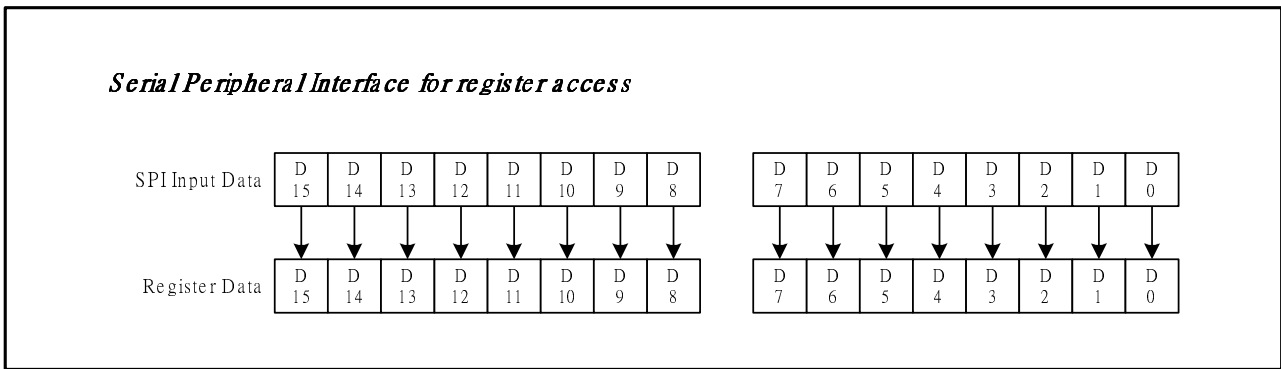 Serial Peripheral Interface for register access
D D D D D D D D D D D D D D D D
SPI Input Data
15 14 13 12 11 10 9 8 7 6 5 4 3 2 1 0
D D D D D D D D D D D D D D D D
Register Data
15 14 13 12 11 10 9 8 7 6 5 4 3 2 1 0